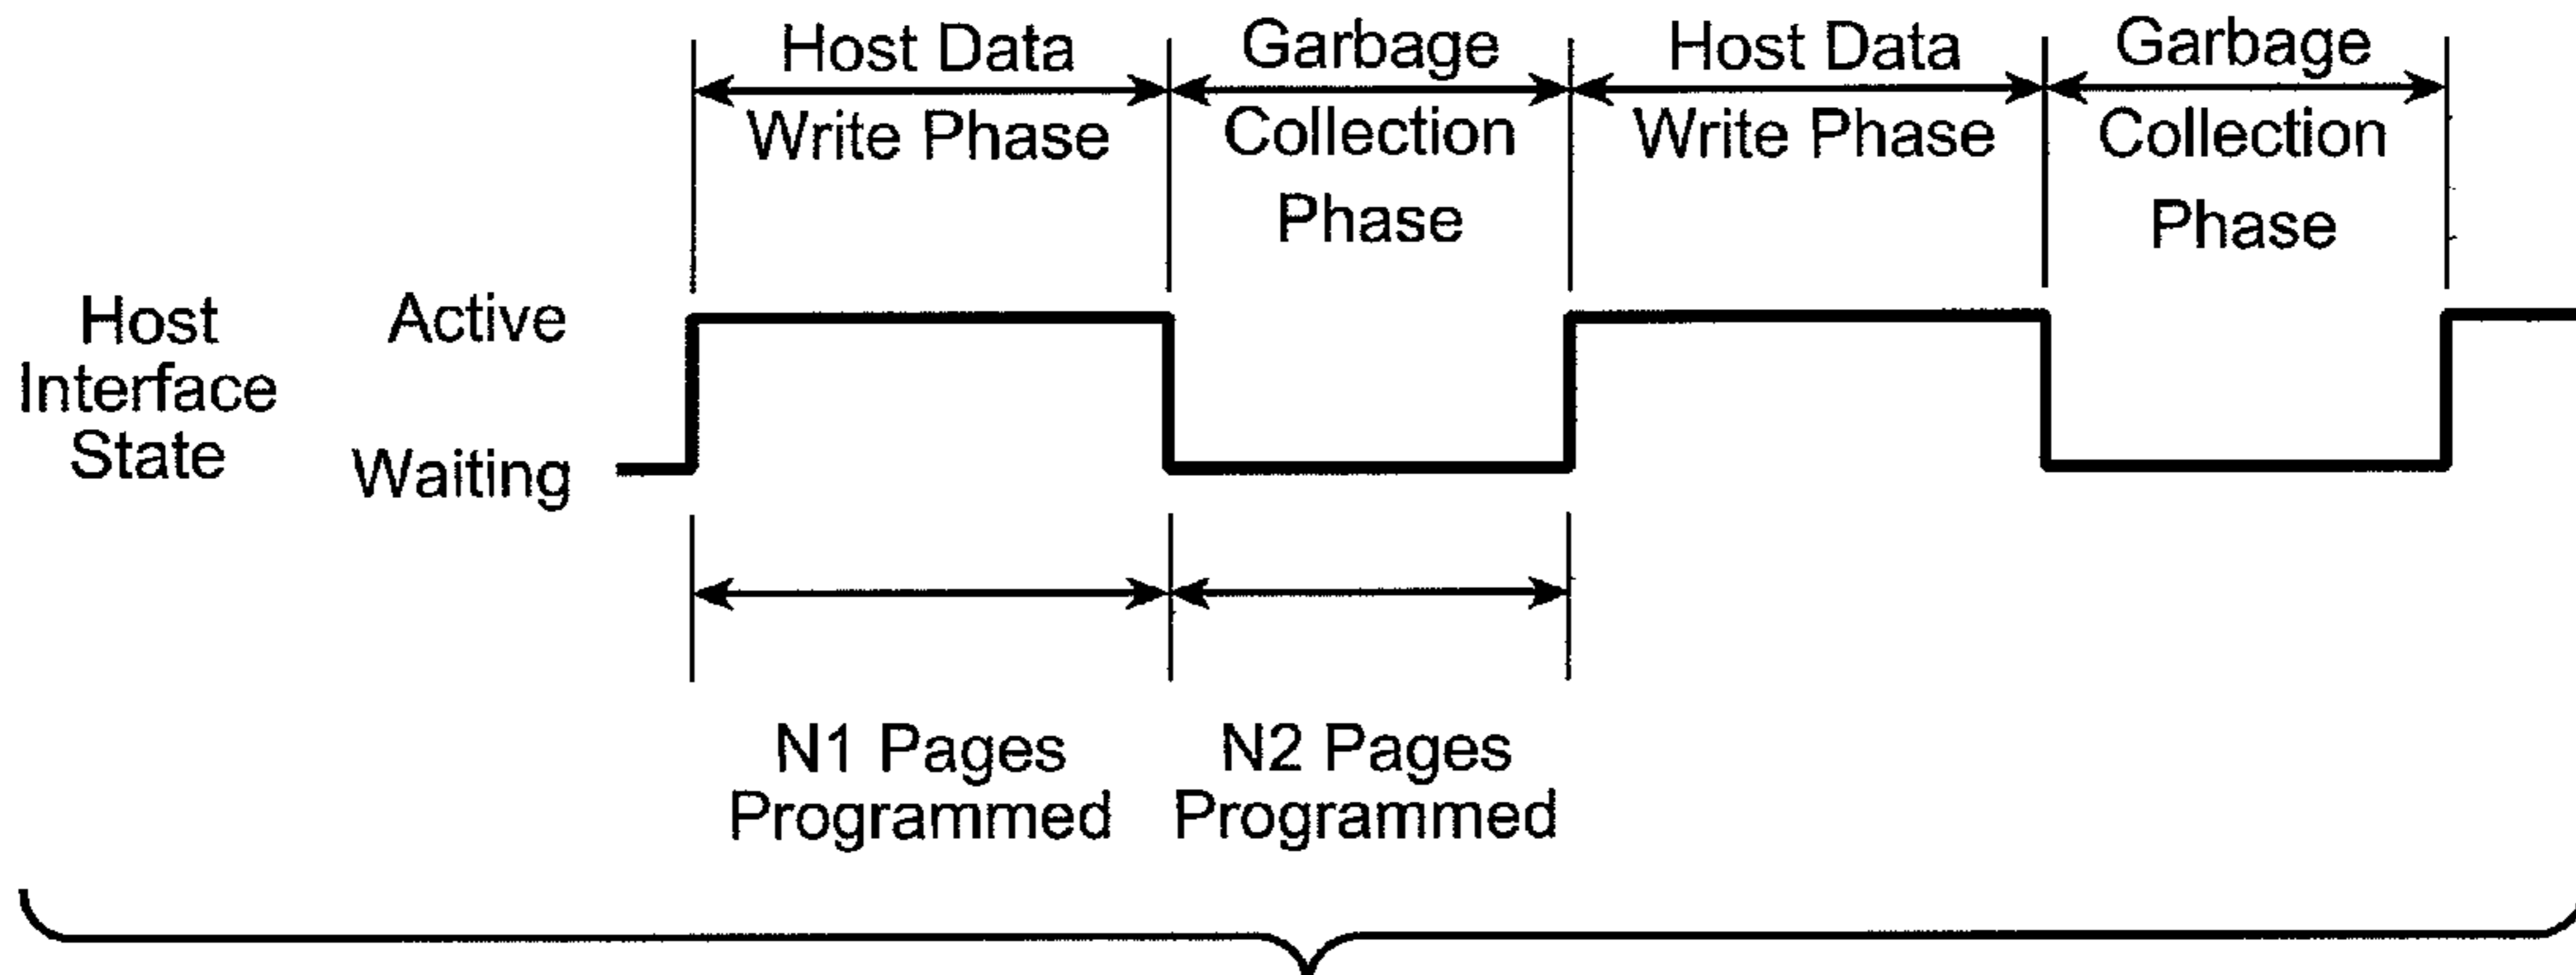 Host Data
Write Phase
Garbage
Collection
Phase
Host Data
Write Phase
Garbage
Collection
Phase
Host
Interface
State
Active
Waiting
N1 Pages
Programmed
N2 Pages
Programmed